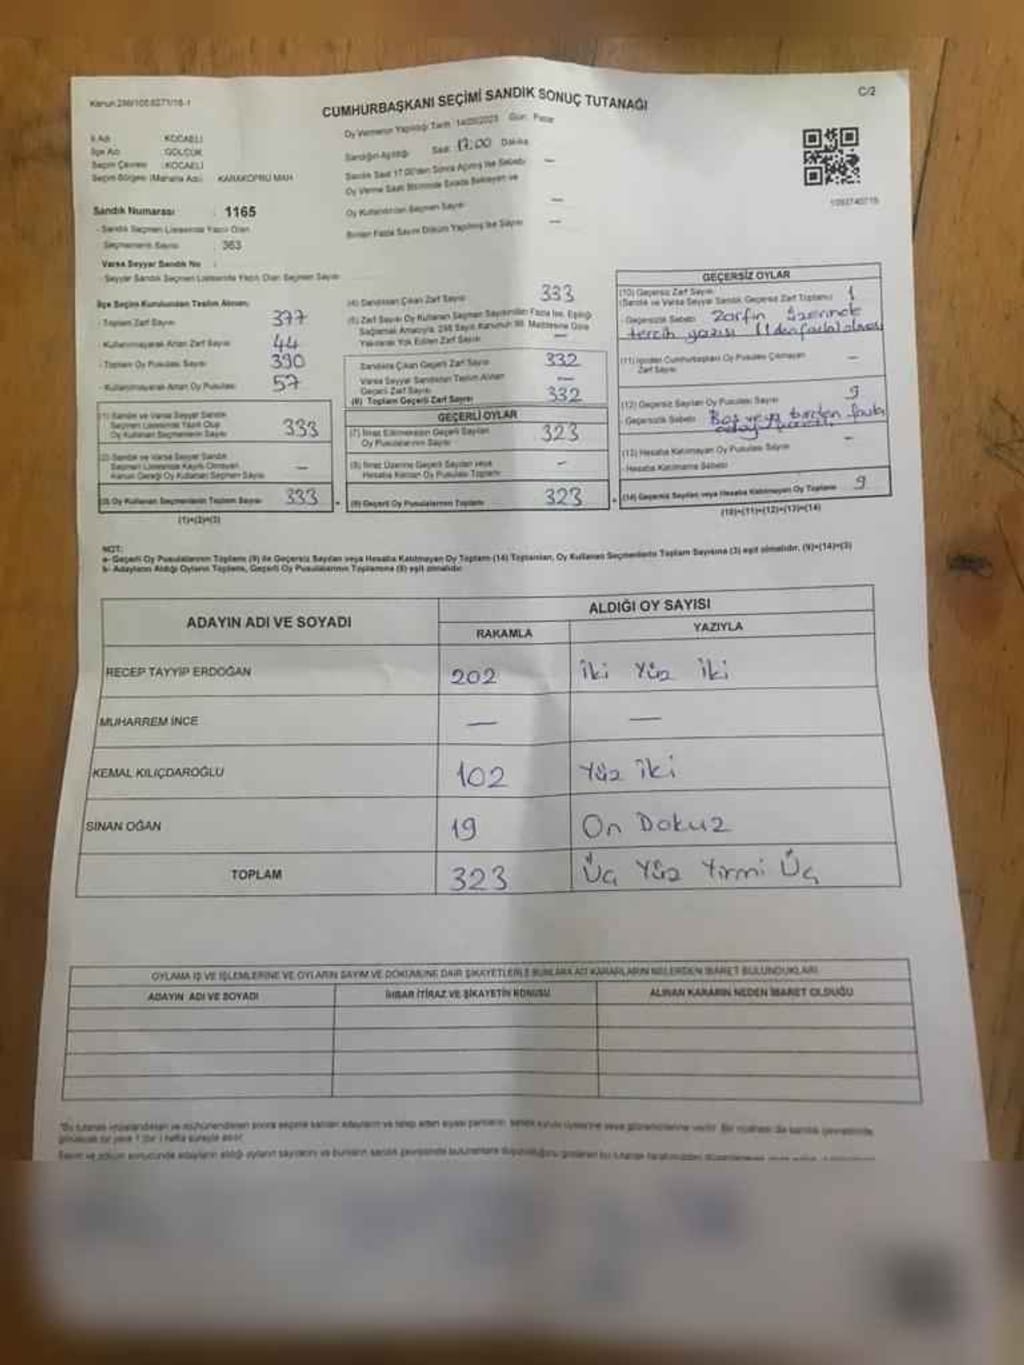 Kanun 298/106 6271/18-1
C/2
CUMHURBAŞKANI SEÇİMİ SANDIK SONUÇ TUTANAĞI
İl Adı : KOCAELİ
İlçe Adı : GÖLCÜK
Seçim Çevresi : KOCAELİ
Seçim Bölgesi (Mahalle Adı) : KARAKÖPRÜ MAH
Sandık Numarası : 1165
- Sandık Seçmen Listesinde Yazılı Olan
Seçmenlerin Sayısı : 363
Varsa Seyyar Sandık No :
- Seyyar Sandık Seçmen Listesinde Yazılı Olan Seçmen Sayısı
Oy Vermenin Yapıldığı Tarih: 14/05/2023 Gün: Pazar
Sandığın Açıldığı Saat: 17:00 Dakika
Sandık Saat 17.00'den Sonra Açılmış İse Sebebi —
Oy Verme Saati Bitiminde Sırada Bekleyen ve
Oy Kullandırılan Seçmen Sayısı —
Birden Fazla Sayım Döküm Yapılmış İse Sayısı —
İlçe Seçim Kurulundan Teslim Alınan;
- Toplam Zarf Sayısı 377
- Kullanılmayarak Artan Zarf Sayısı 44
- Toplam Oy Pusulası Sayısı 390
- Kullanılmayarak Artan Oy Pusulası 57
(1) Sandık ve Varsa Seyyar Sandık
Seçmen Listesinde Yazılı Olup
Oy Kullanan Seçmenlerin Sayısı 333
(2) Sandık ve Varsa Seyyar Sandık
Seçmen Listesinde Kayıtlı Olmayan
Kanun Gereği Oy Kullanan Seçmen Sayısı —
(3) Oy Kullanan Seçmenlerin Toplam Sayısı 333
(1)+(2)=(3)
(4) Sandıktan Çıkan Zarf Sayısı 333
(5) Zarf Sayısı Oy Kullanan Seçmen Sayısından Fazla İse, Eşitliği
Sağlamak Amacıyla, 298 Sayılı Kanunun 98. Maddesine Göre
Yakılarak Yok Edilen Zarf Sayısı —
Sandıkta Çıkan Geçerli Zarf Sayısı 332
Varsa Seyyar Sandıktan Teslim Alınan
Geçerli Zarf Sayısı —
(6) Toplam Geçerli Zarf Sayısı 332
GEÇERLİ OYLAR
(7) İtiraz Edilmeksizin Geçerli Sayılan
Oy Pusulalarının Sayısı 323
(8) İtiraz Üzerine Geçerli Sayılan veya
Hesaba Katılan Oy Pusulası Toplamı —
(9) Geçerli Oy Pusulalarının Toplamı 323
GEÇERSİZ OYLAR
(10) Geçersiz Zarf Sayısı
(Sandık ve Varsa Seyyar Sandık Geçersiz Zarf Toplamı) 1
- Geçersizlik Sebebi: Zarfın üzerinde
tercih yazısı (1'den fazla) olması
(11) İçinden Cumhurbaşkanı Oy Pusulası Çıkmayan
Zarf Sayısı —
(12) Geçersiz Sayılan Oy Pusulası Sayısı 9
- Geçersizlik Sebebi: Boş veya birden fazla
(13) Hesaba Katılmayan Oy Pusulası Sayısı —
- Hesaba Katılmama Sebebi
(14) Geçersiz Sayılan veya Hesaba Katılmayan Oy Toplamı 9
(10)+(11)+(12)+(13)=(14)
NOT:
a- Geçerli Oy Pusulalarının Toplamı (9) ile Geçersiz Sayılan veya Hesaba Katılmayan Oy Toplamı (14) Toplamları, Oy Kullanan Seçmenlerin Toplam Sayısına (3) eşit olmalıdır. (9)+(14)=(3)
b- Adayların Aldığı Oyların Toplamı, Geçerli Oy Pusulalarının Toplamına (9) eşit olmalıdır.
ADAYIN ADI VE SOYADI
ALDIĞI OY SAYISI
RAKAMLA YAZIYLA
RECEP TAYYİP ERDOĞAN 202 İki Yüz İki
MUHARREM İNCE — —
KEMAL KILIÇDAROĞLU 102 Yüz iki
SİNAN OĞAN 19 On Dokuz
TOPLAM 323 Üç Yüz Yirmi Üç
OYLAMA İŞ VE İŞLEMLERİNE VE OYLARIN SAYIM VE DÖKÜMÜNE DAİR ŞİKAYETLERLE BUNLARA AİT KARARLARIN NELERDEN İBARET BULUNDUKLARI
ADAYIN ADI VE SOYADI İHBAR İTİRAZ VE ŞİKAYETİN KONUSU ALINAN KARARIN NEDEN İBARET OLDUĞU